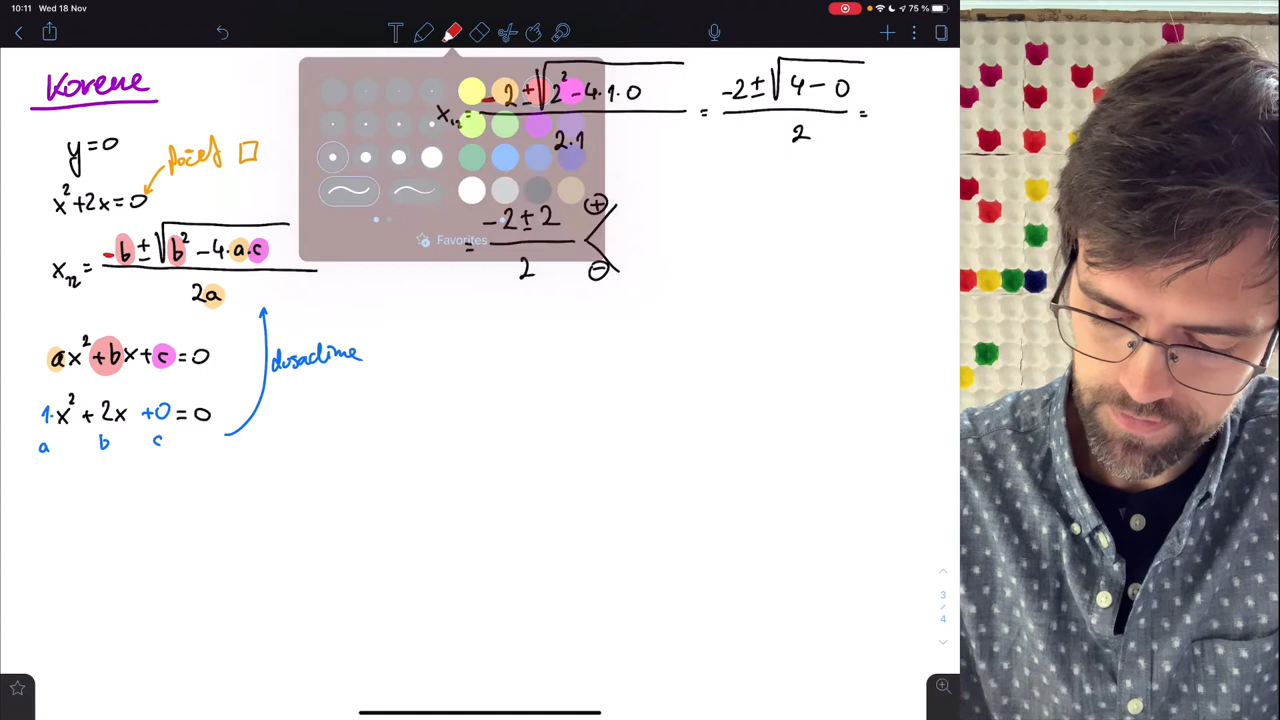 10:11 Wed 18 Nov
75 %
Korene
y=0
x²+2x=0
x₁₂ = -b±√b²-4·a·c
2a
ax²+bx+c=0
1·x²+2x+0=0
a b c
dosadíme
x₁₂ = -2±√2²-4·1·0 = -2±√4-0 =
2·1 2
= -2±2 + -
2
Favorites
3
/
4